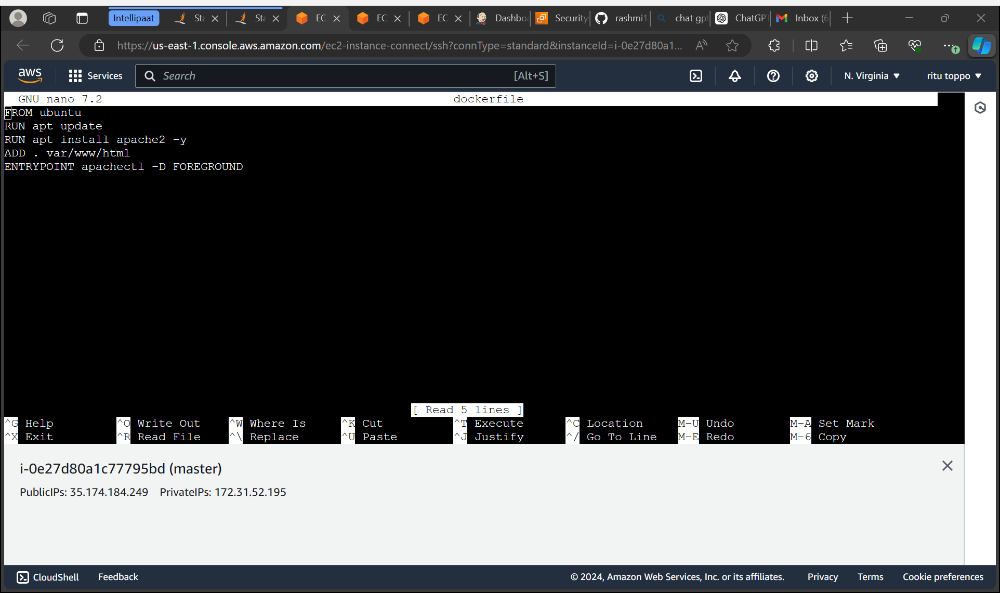 Intellipaat Sta Sta EC EC EC Dashboa Security rashmi1 chat gpt ChatGPT Inbox (6
https://us-east-1.console.aws.amazon.com/ec2-instance-connect/ssh?connType=standard&instanceId=i-0e27d80a1...
aws Services Search [Alt+S] N. Virginia ritu toppo
GNU nano 7.2 dockerfile
FROM ubuntu
RUN apt update
RUN apt install apache2 -y
ADD . var/www/html
ENTRYPOINT apachectl -D FOREGROUND
[ Read 5 lines ]
^G Help ^O Write Out ^W Where Is ^K Cut ^T Execute ^C Location M-U Undo M-A Set Mark
^X Exit ^R Read File ^\ Replace ^U Paste ^J Justify ^/ Go To Line M-E Redo M-6 Copy
i-0e27d80a1c77795bd (master)
PublicIPs: 35.174.184.249 PrivateIPs: 172.31.52.195
CloudShell Feedback © 2024, Amazon Web Services, Inc. or its affiliates. Privacy Terms Cookie preferences